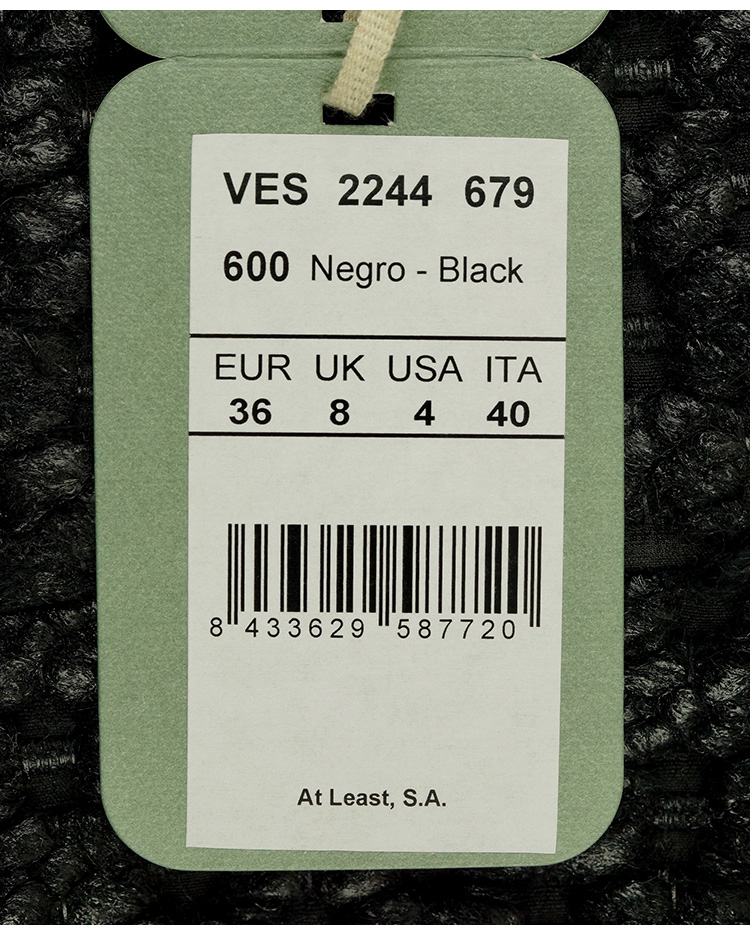 VES 2244 679
600 Negro - Black
EUR UK USA ITA
36 8 4 40
8 433629 587720
At Least, S.A.